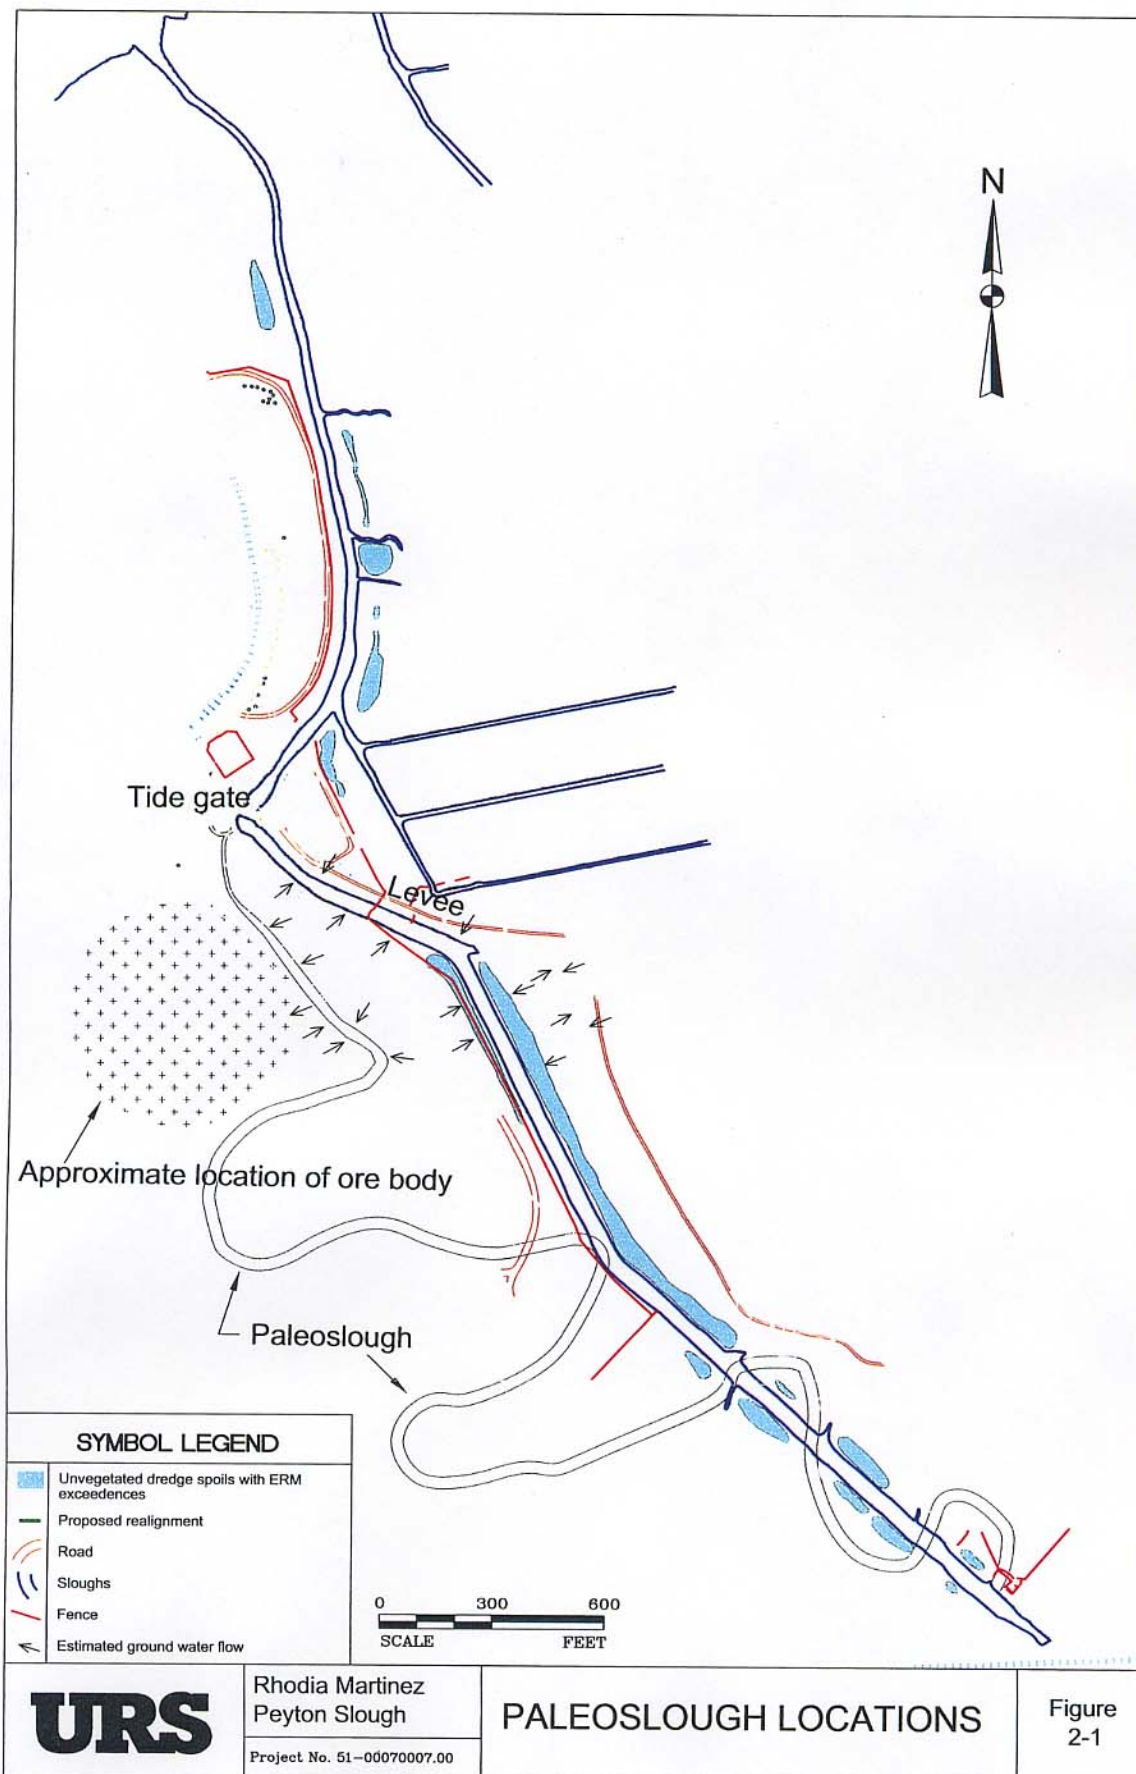 N
Tide gate
Levee
Approximate location of ore body
Paleoslough
SYMBOL LEGEND
Unvegetated dredge spoils with ERM
exceedences
Proposed realignment
Road
Sloughs
Fence
Estimated ground water flow
0 300 600
SCALE FEET
URS
Rhodia Martinez
Peyton Slough
Project No. 51-00070007.00
PALEOSLOUGH LOCATIONS
Figure
2-1